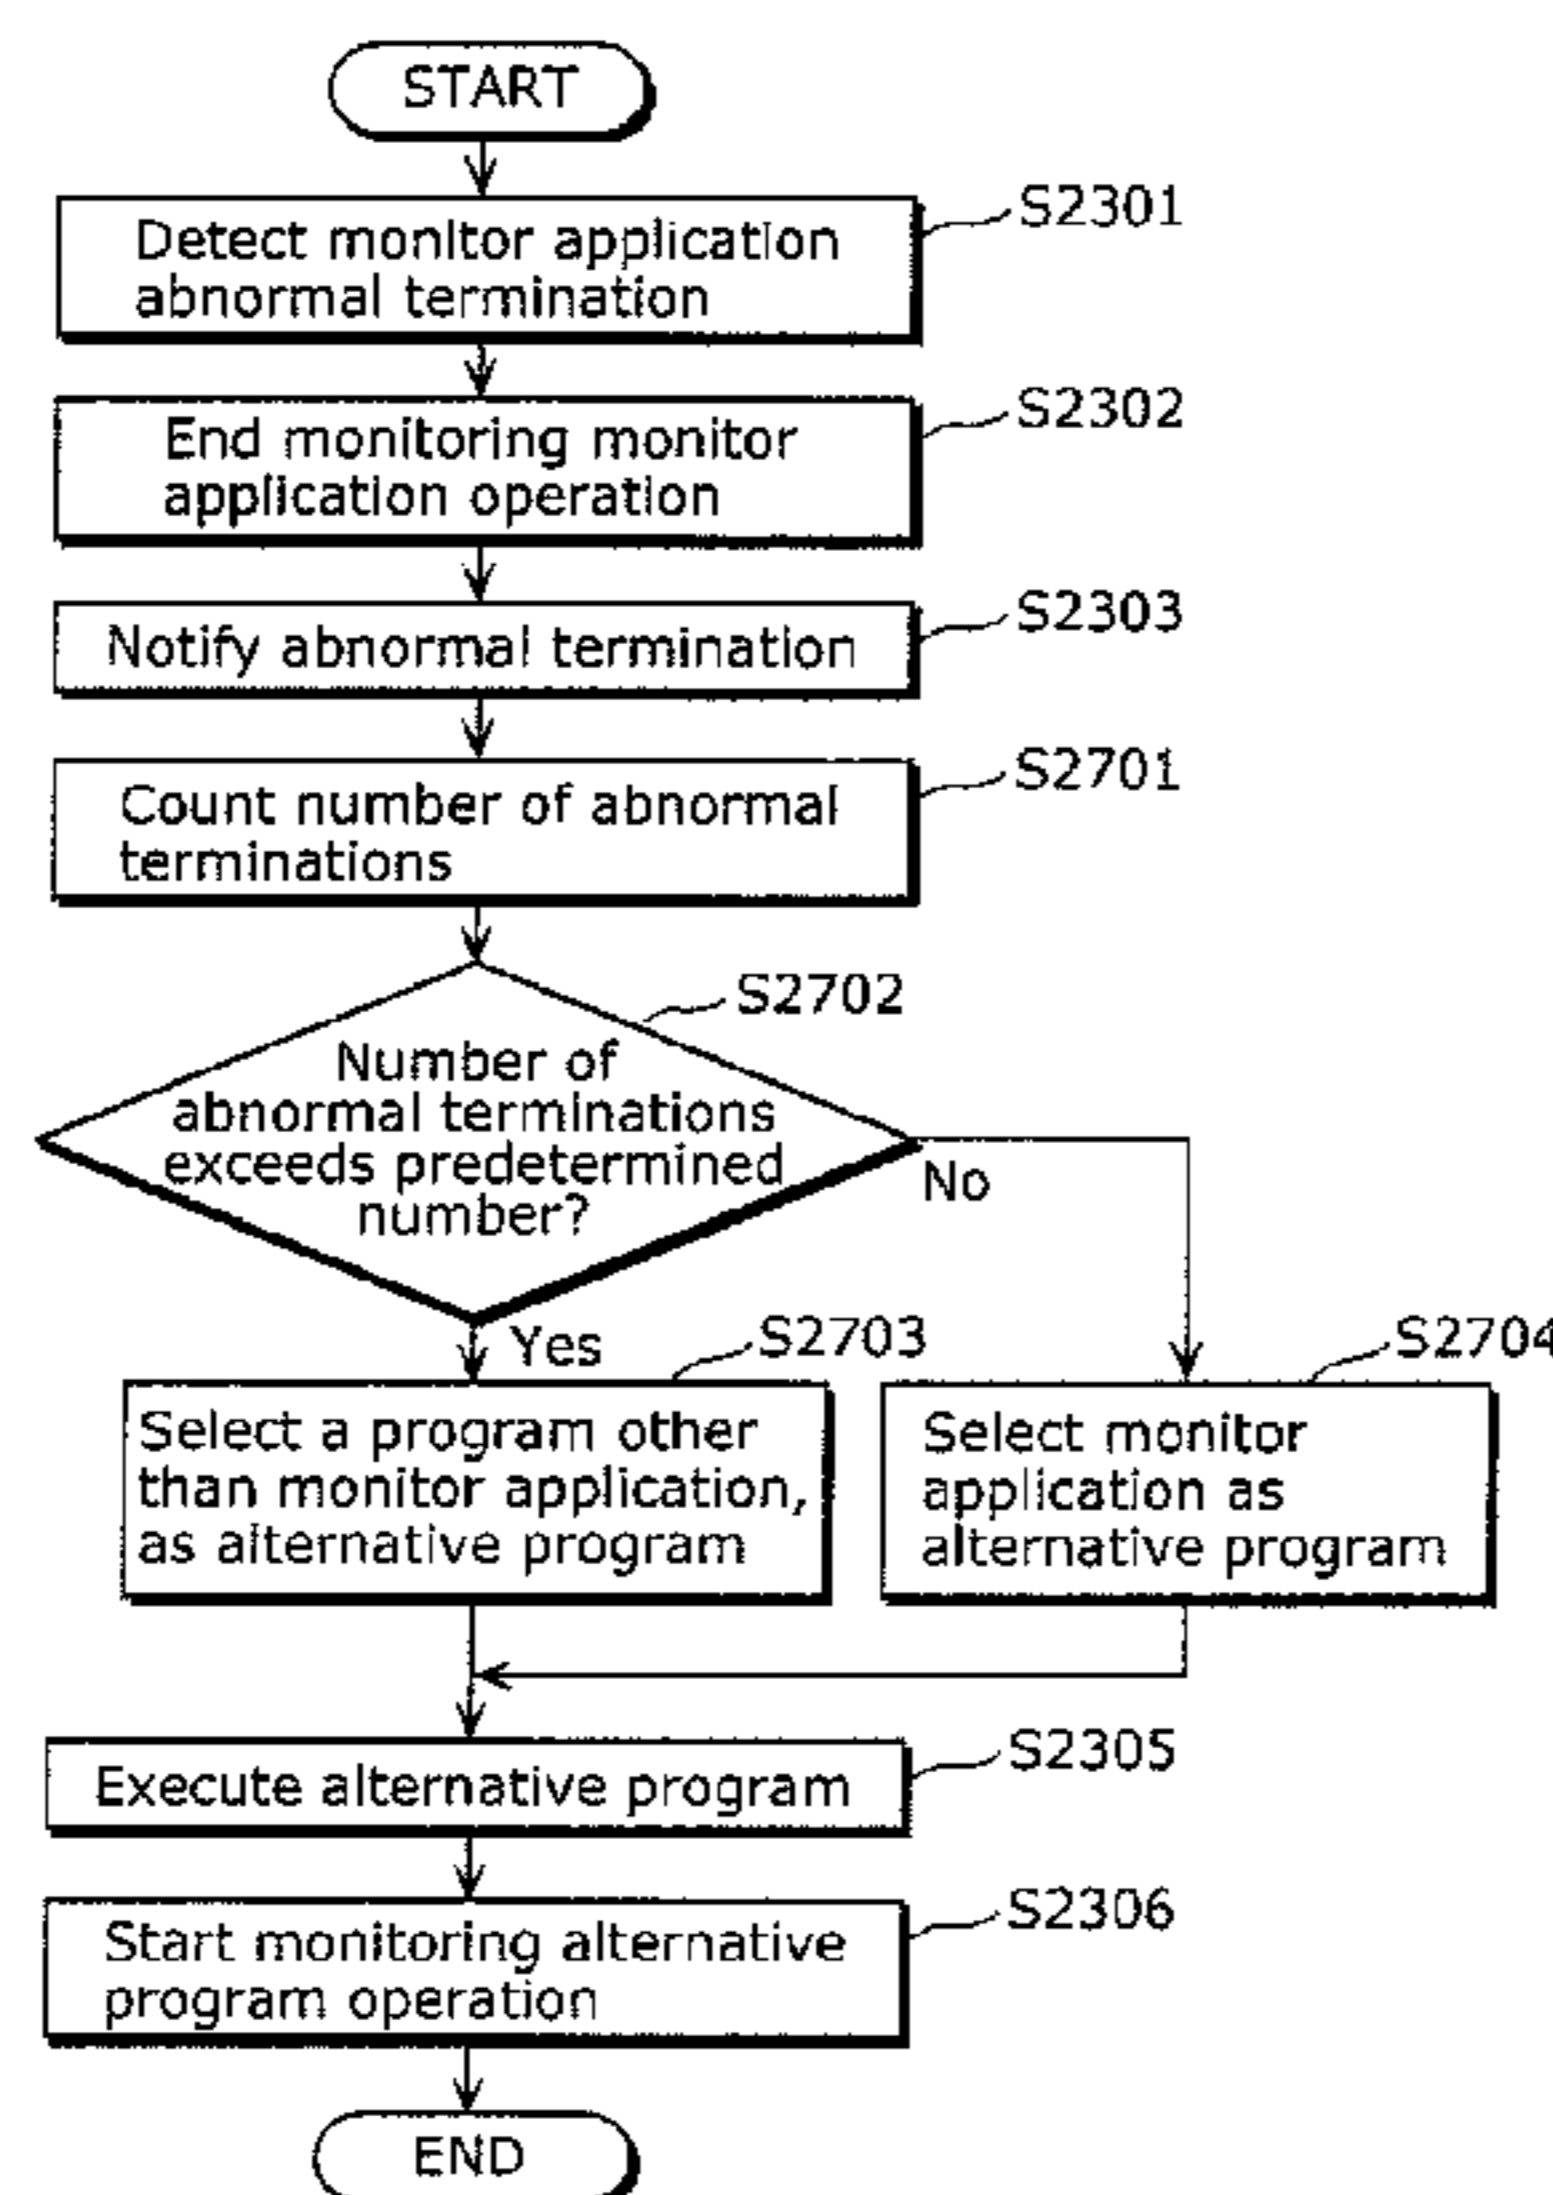 START
S2301
Detect monitor application
abnormal termination
S2302
End monitoring monitor
application operation
S2303
Notify abnormal termination
S2701
Count number of abnormal
terminations
S2702
Number of
abnormal terminations
exceeds predetermined
number?
No
Yes
S2703
S2704
Select a program other
than monitor application,
as alternative program
Select monitor
application as
alternative program
S2305
Execute alternative program
S2306
Start monitoring alternative
program operation
END